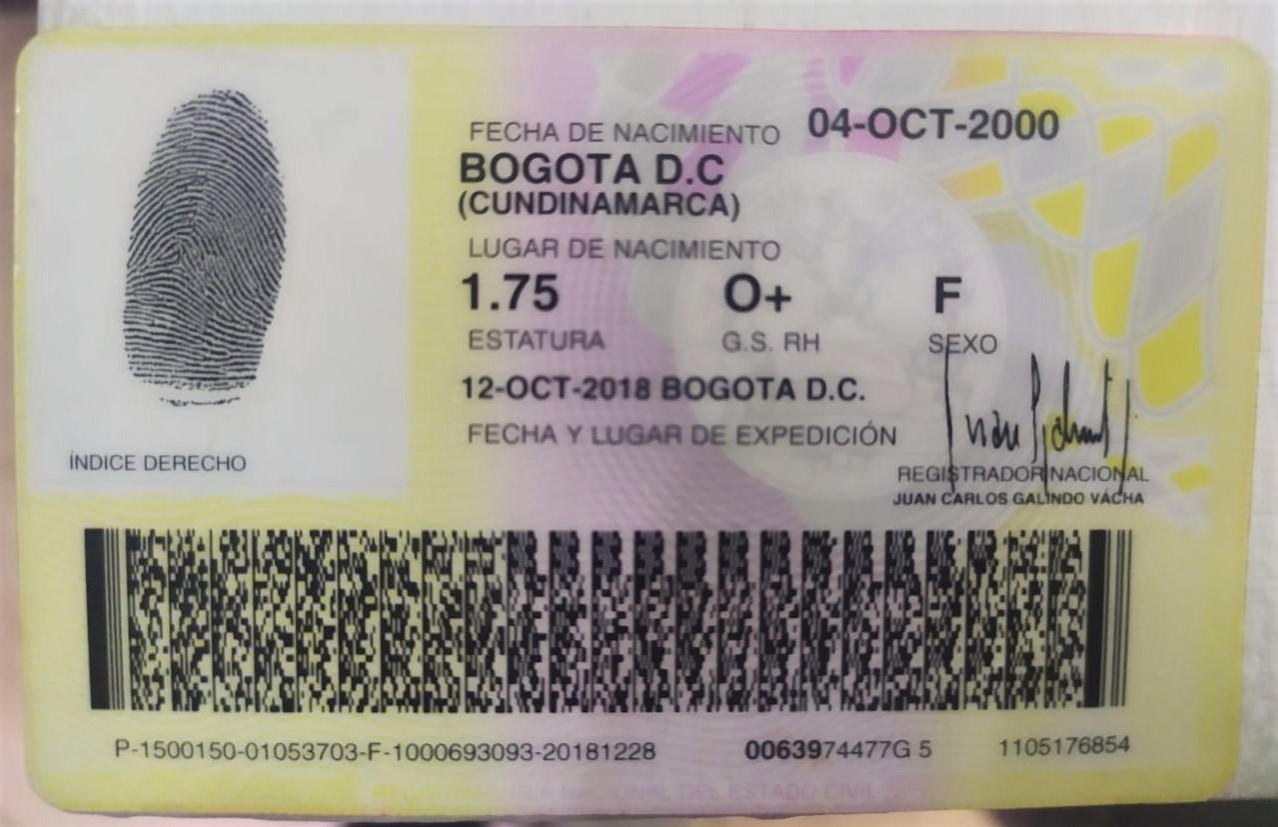 FECHA DE NACIMIENTO 04-OCT-2000
BOGOTA D.C
(CUNDINAMARCA)
LUGAR DE NACIMIENTO
1.75 O+ F
ESTATURA G.S. RH SEXO
12-OCT-2018 BOGOTA D.C.
FECHA Y LUGAR DE EXPEDICIÓN
ÍNDICE DERECHO
REGISTRADOR NACIONAL
JUAN CARLOS GALINDO VÁCHA
P-1500150-01053703-F-1000693093-20181228 0063974477G 5 1105176854
NACIONAL DEL ESTADO CIVIL